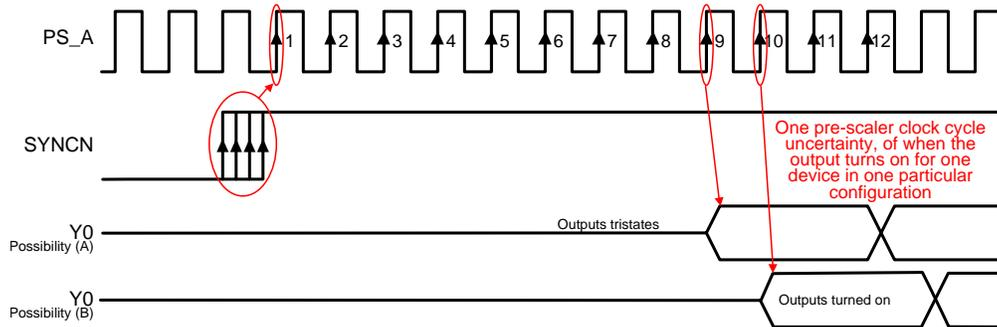 PS_A
1 2 3 4 5 6 7 8 9 10 11 12
SYNCN
One pre-scaler clock cycle
uncertainty, of when the
output turns on for one
device in one particular
configuration
Y0
Possibility (A)
Outputs tristates
Y0
Possibility (B)
Outputs turned on